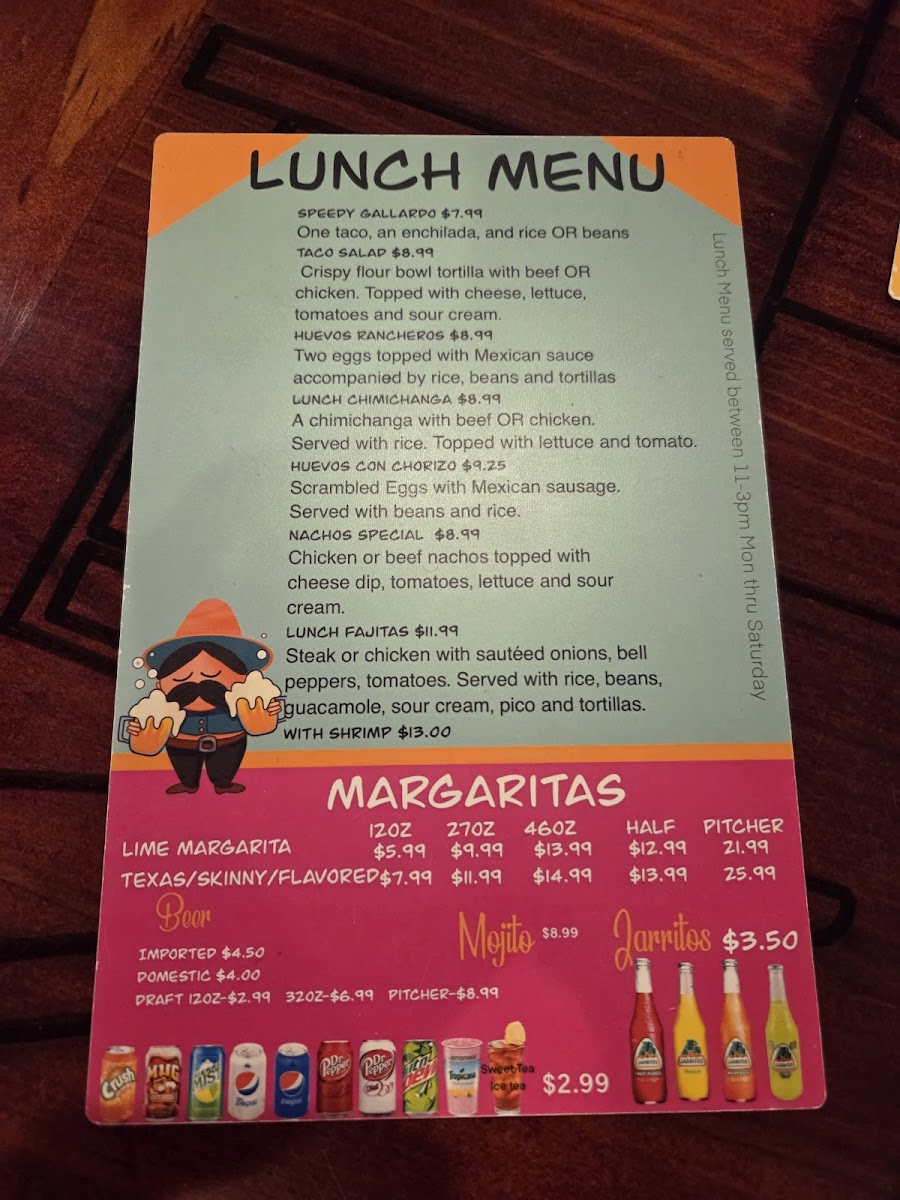 LUNCH MENU
SPEEDY GALLARDO $7.99
One taco, an enchilada, and rice OR beans
TACO SALAD $8.99
Crispy flour bowl tortilla with beef OR
chicken. Topped with cheese, lettuce,
tomatoes and sour cream.
HUEVOS RANCHEROS $8.99
Two eggs topped with Mexican sauce
accompanied by rice, beans and tortillas
LUNCH CHIMICHANGA $8.99
A chimichanga with beef OR chicken.
Served with rice. Topped with lettuce and tomato.
HUEVOS CON CHORIZO $9.25
Scrambled Eggs with Mexican sausage.
Served with beans and rice.
NACHOS SPECIAL $8.99
Chicken or beef nachos topped with
cheese dip, tomatoes, lettuce and sour
cream.
LUNCH FAJITAS $11.99
Steak or chicken with sautéed onions, bell
peppers, tomatoes. Served with rice, beans,
guacamole, sour cream, pico and tortillas.
WITH SHRIMP $13.00
Lunch Menu served between 11-3pm Mon thru Saturday
MARGARITAS
12OZ 27OZ 46OZ HALF PITCHER
LIME MARGARITA $5.99 $9.99 $13.99 $12.99 21.99
TEXAS/SKINNY/FLAVORED $7.99 $11.99 $14.99 $13.99 25.99
Beer
IMPORTED $4.50
DOMESTIC $4.00
DRAFT 12OZ-$2.99 32OZ-$6.99 PITCHER-$8.99
Mojito $8.99
Jarritos $3.50
Crush
MUG
MIST
pepsi
pepsi
Dr Pepper
Dr Pepper
Mtn Dew
Lemonade
Tropicana
Sweet Tea
Ice tea
$2.99
JARRITOS
JARRITOS
JARRITOS
JARRITOS